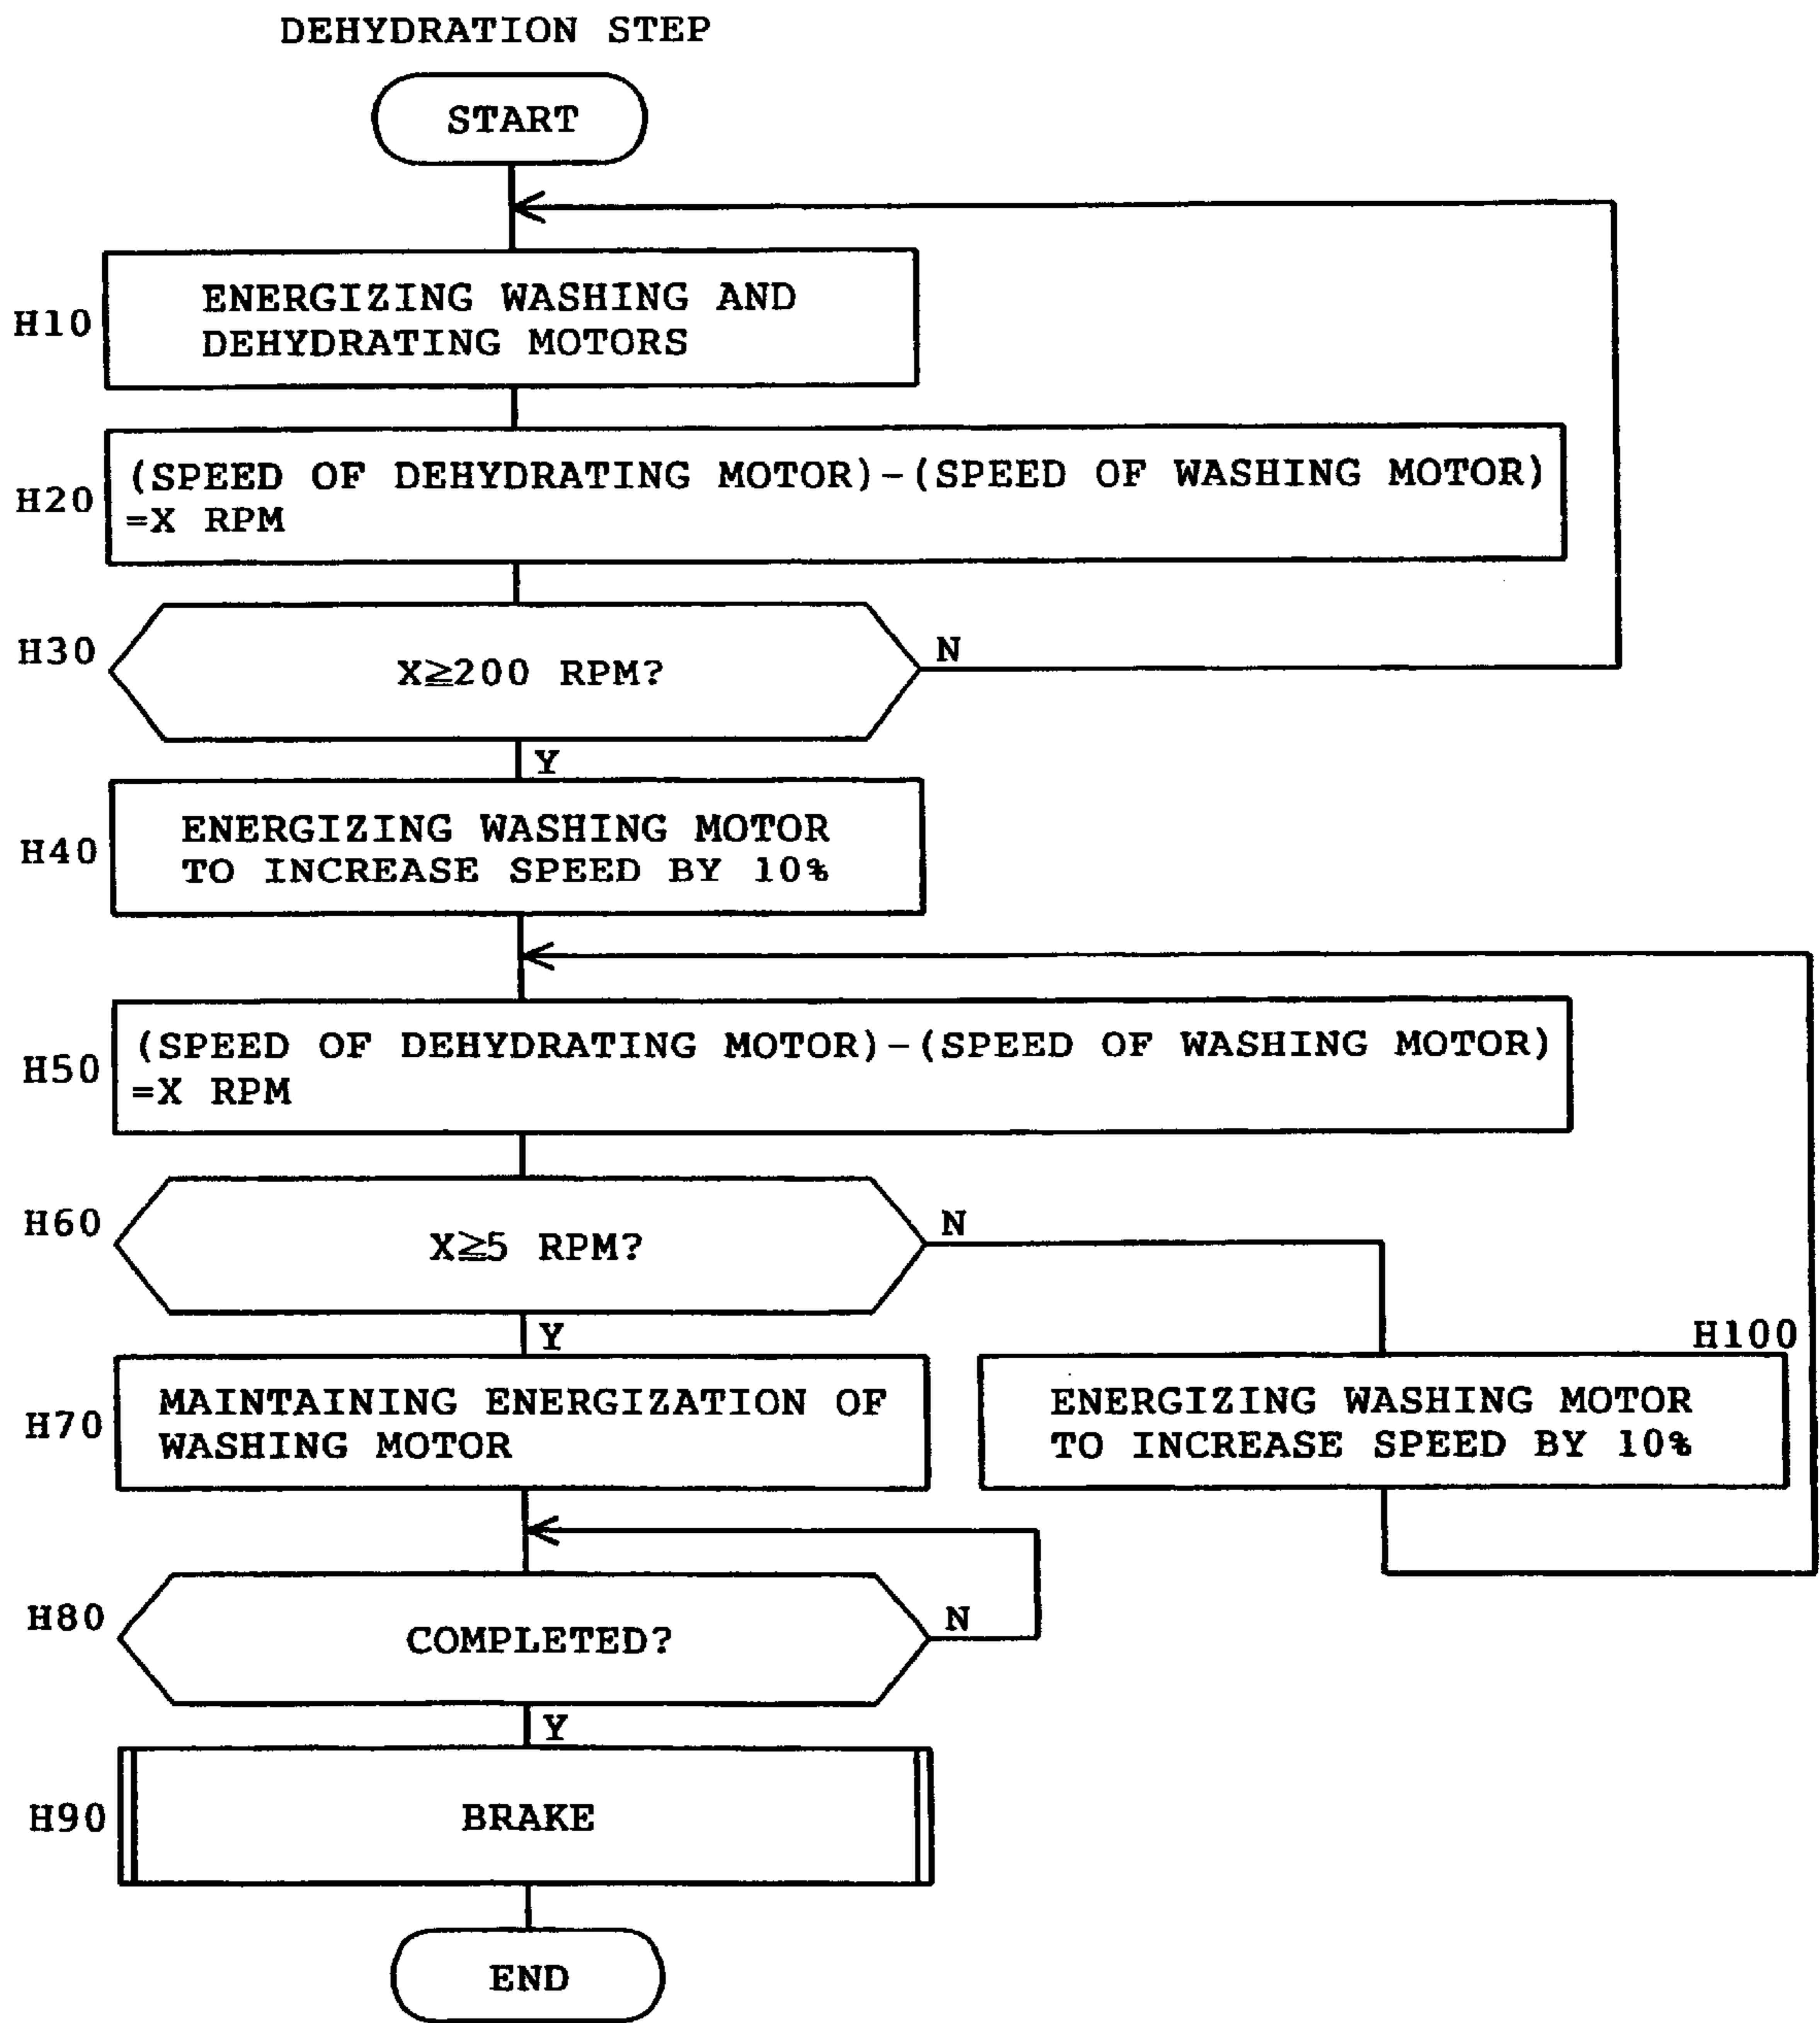 DEHYDRATION STEP
START
H10
ENERGIZING WASHING AND
DEHYDRATING MOTORS
H20
(SPEED OF DEHYDRATING MOTOR)-(SPEED OF WASHING MOTOR)
=X RPM
H30
X≧200 RPM?
N
Y
H40
ENERGIZING WASHING MOTOR
TO INCREASE SPEED BY 10%
H50
(SPEED OF DEHYDRATING MOTOR)-(SPEED OF WASHING MOTOR)
=X RPM
H60
X≧5 RPM?
N
Y
H70
MAINTAINING ENERGIZATION OF
WASHING MOTOR
H100
ENERGIZING WASHING MOTOR
TO INCREASE SPEED BY 10%
H80
COMPLETED?
N
Y
H90
BRAKE
END